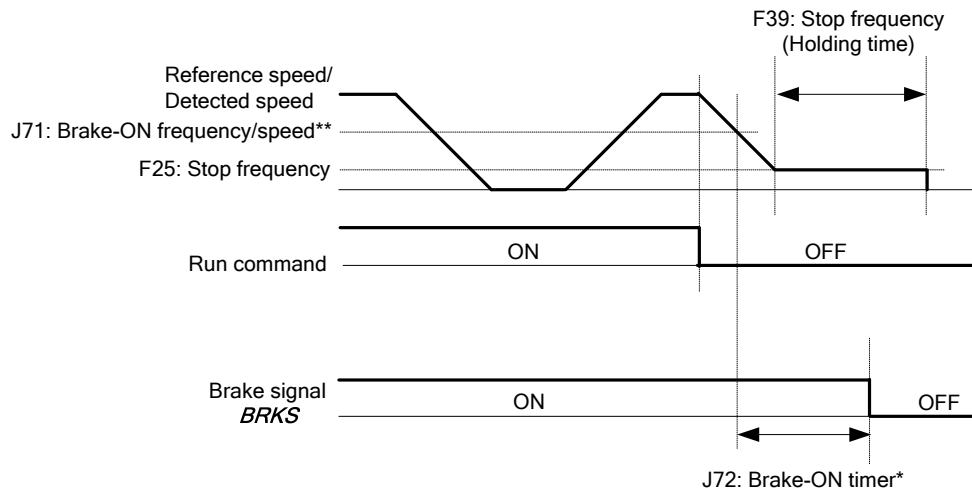 F39: Stop frequency
(Holding time)
Reference speed/
Detected speed
J71: Brake-ON frequency/speed**
F25: Stop frequency
Run command
ON
OFF
Brake signal
BRKS
ON
OFF
J72: Brake-ON timer*